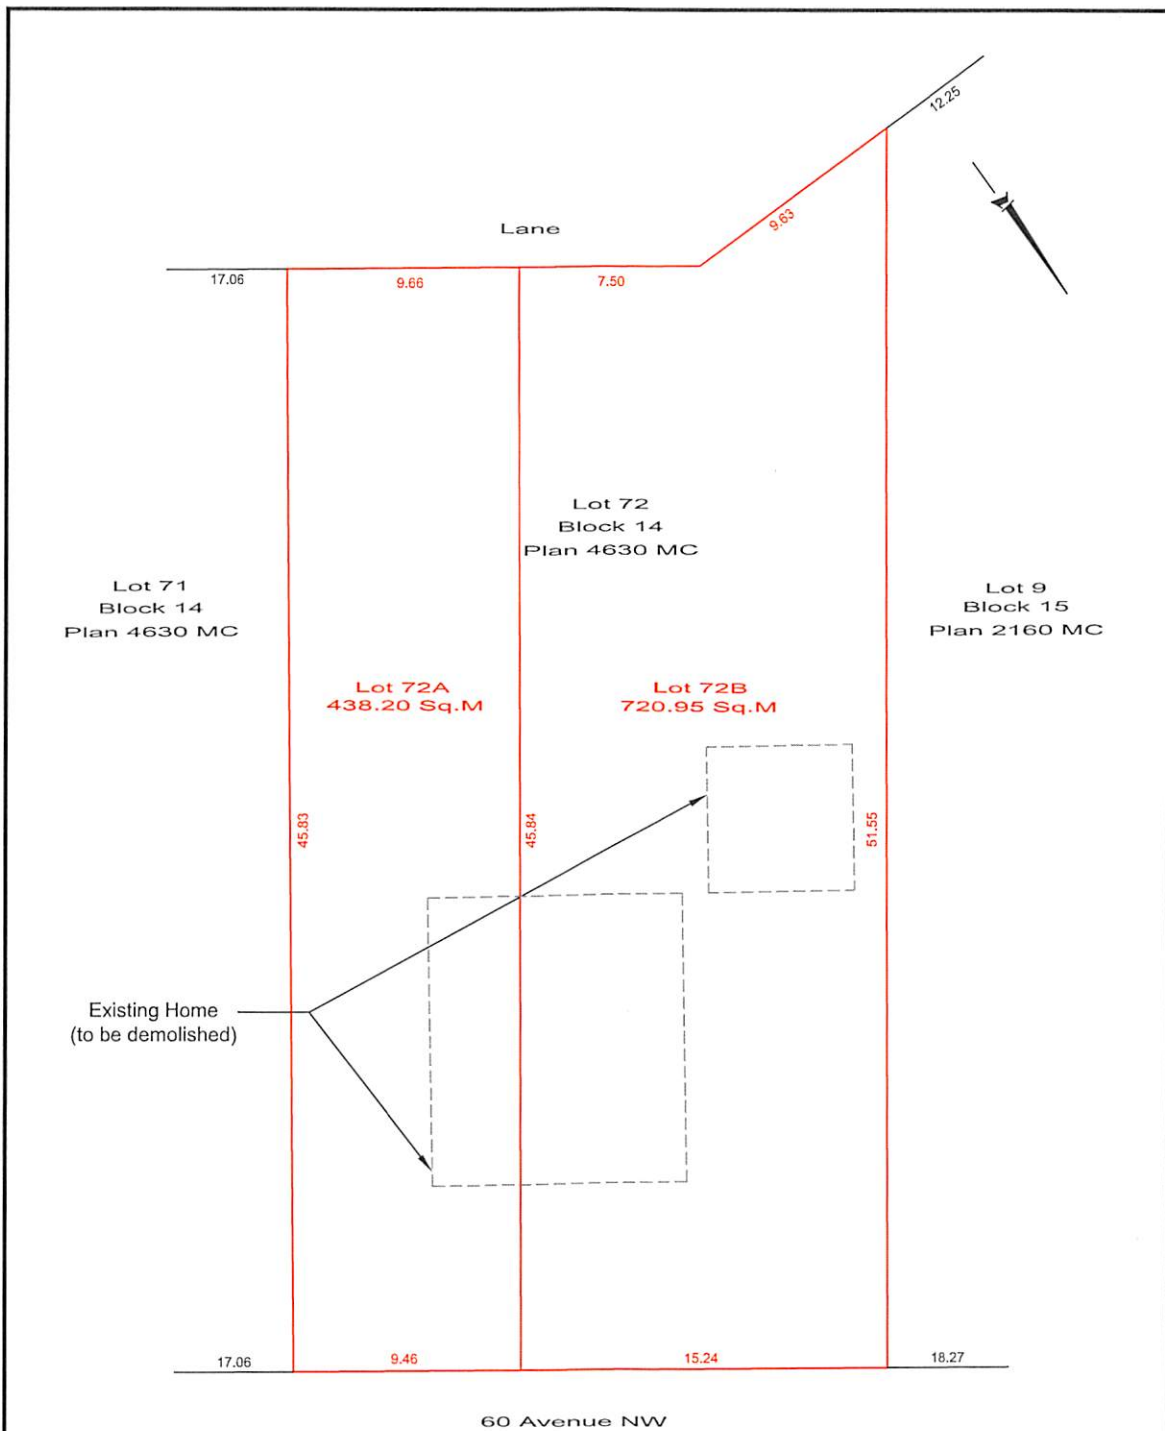 12.25
9.63
Lane
17.06
9.66
7.50
Lot 72
Block 14
Plan 4630 MC
Lot 71
Block 14
Plan 4630 MC
Lot 9
Block 15
Plan 2160 MC
Lot 72A
438.20 Sq.M
Lot 72B
720.95 Sq.M
45.83
45.84
51.55
Existing Home
(to be demolished)
17.06
9.46
15.24
18.27
60 Avenue NW